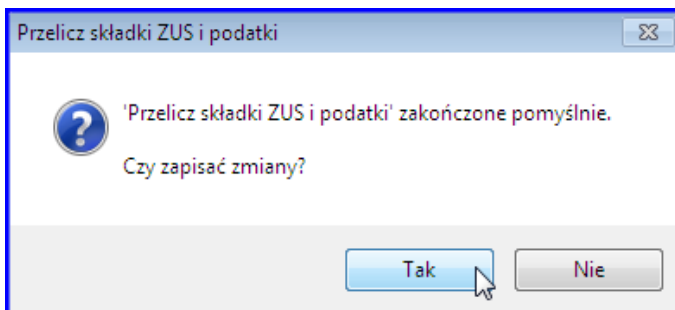 Przelicz składki ZUS i podatki
'Przelicz składki ZUS i podatki' zakończone pomyślnie.
Czy zapisać zmiany?
Tak
Nie